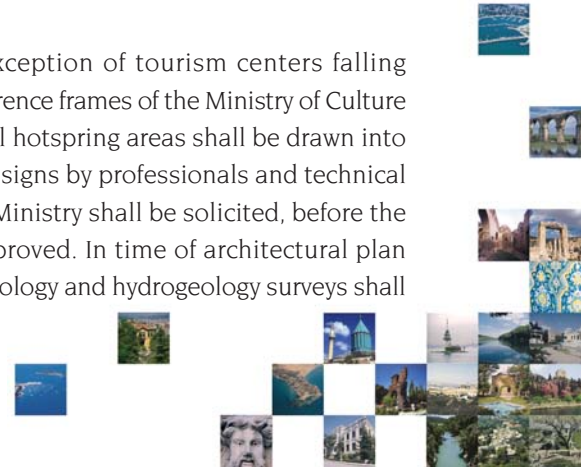 xception of tourism centers falling
rence frames of the Ministry of Culture
l hotspring areas shall be drawn into
signs by professionals and technical
Ministry shall be solicited, before the
proved. In time of architectural plan
ology and hydrogeology surveys shall